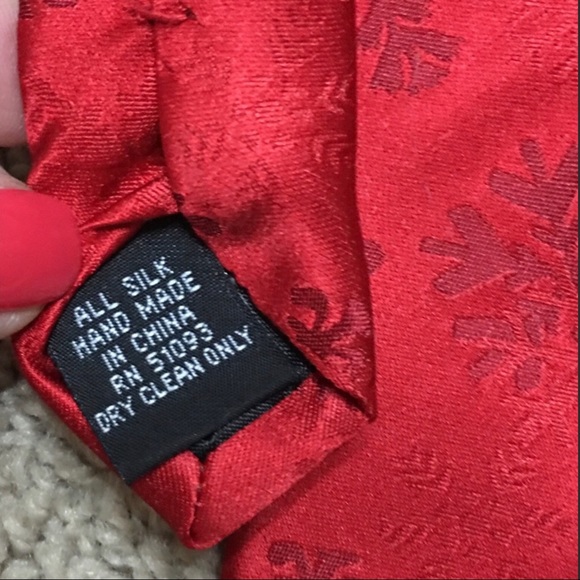 ALL SILK
HAND MADE
IN CHINA
RN 51093
DRY CLEAN ONLY